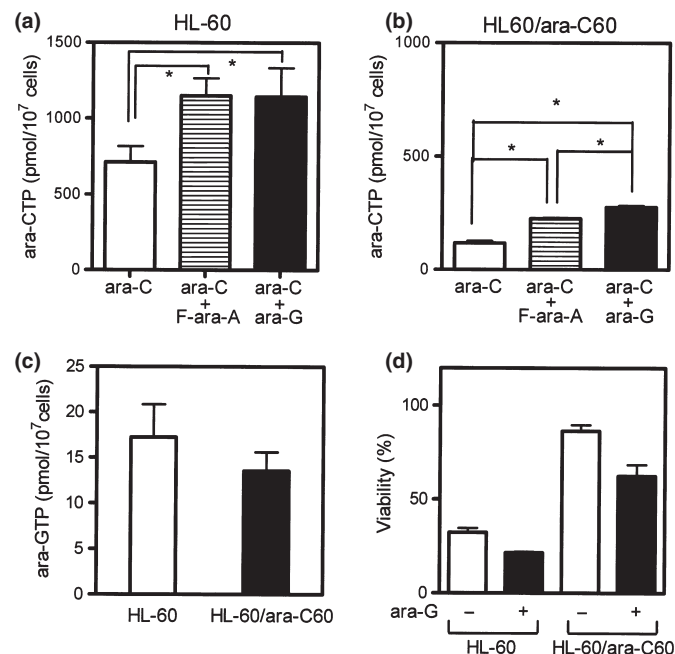 (a) HL-60
1500
1000
500
0
ara-CTP (pmol/10^7 cells)
* *
ara-C ara-C ara-C
+ +
F-ara-A ara-G
(b) HL60/ara-C60
1000
500
0
ara-CTP (pmol/10^7 cells)
*
* *
ara-C ara-C ara-C
+ +
F-ara-A ara-G
(c)
25
20
15
10
5
0
ara-GTP (pmol/10^7cells)
HL-60 HL-60/ara-C60
(d)
100
50
0
Viability (%)
ara-G – + – +
HL-60 HL-60/ara-C60